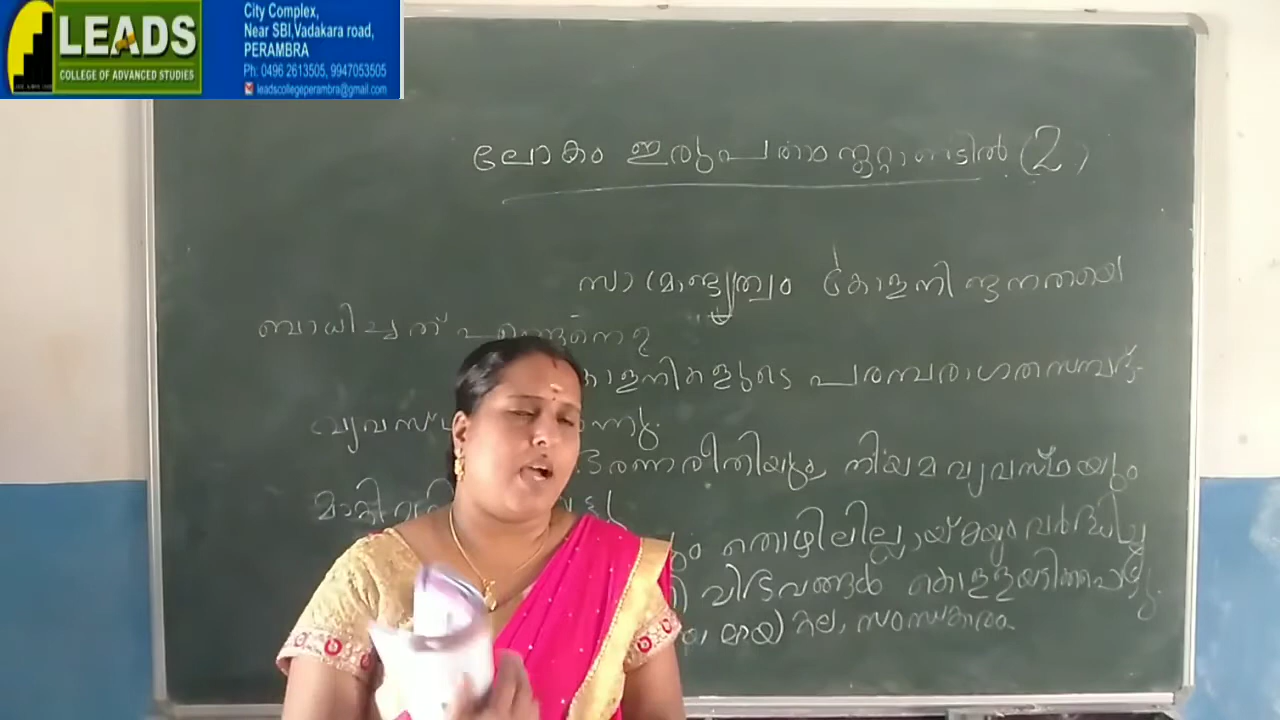 LEADS
COLLEGE OF ADVANCED STUDIES
City Complex,
Near SBI,Vadakara road,
PERAMBRA
Ph: 0496 2613505, 9947053505
leadscollegeperambra@gmail.com
ലോകം ഇരുപതാം നൂറ്റാണ്ടിൽ (2)
സാമ്രാജ്യത്വം കോളനി ജനതയെ
ബാധിച്ചത് എങ്ങനെ
കോളനികളുടെ പരമ്പരാഗത സമ്പദ്
വ്യവസ്ഥ
ഭരണരീതിയും, നിയമവ്യവസ്ഥയും
തൊഴിലില്ലായ്മയും വർദ്ധിച്ചു
വിഭവങ്ങൾ കൊള്ളയടിക്കപ്പെട്ടു.
കല, സംസ്കാരം